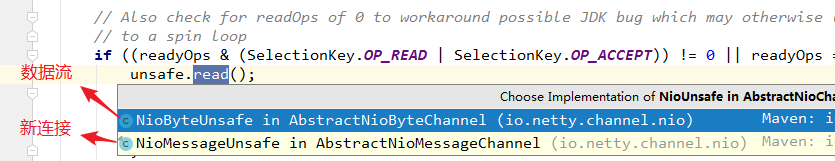 // Also check for readOps of 0 to workaround possible JDK bug which may otherwise
// to a spin loop
if ((readyOps & (SelectionKey.OP_READ | SelectionKey.OP_ACCEPT)) != 0 || readyOps =
数据流
unsafe.read();
Choose Implementation of NioUnsafe in AbstractNioCha
NioByteUnsafe in AbstractNioByteChannel (io.netty.channel.nio) Maven: i
新连接
NioMessageUnsafe in AbstractNioMessageChannel (io.netty.channel.nio) Maven: i